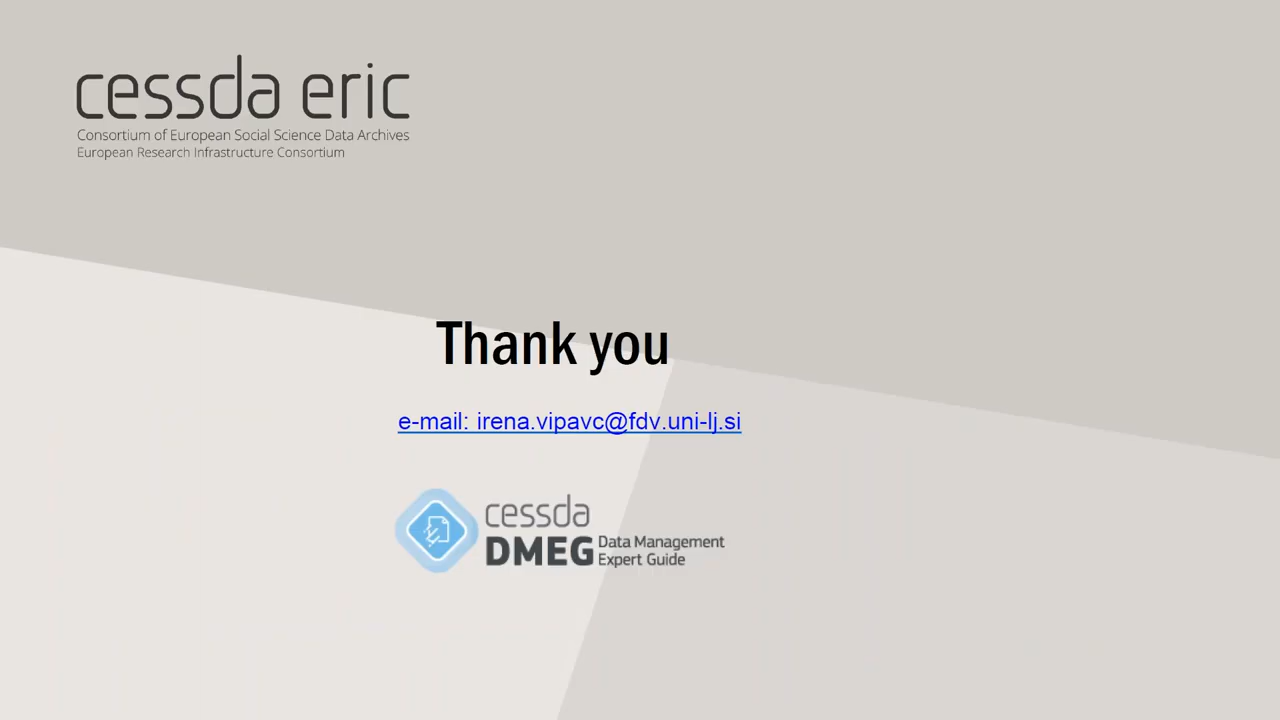 cessda eric
Consortium of European Social Science Data Archives
European Research Infrastructure Consortium
Thank you
e-mail: irena.vipavc@fdv.uni-lj.si
cessda
DMEG Data Management
Expert Guide